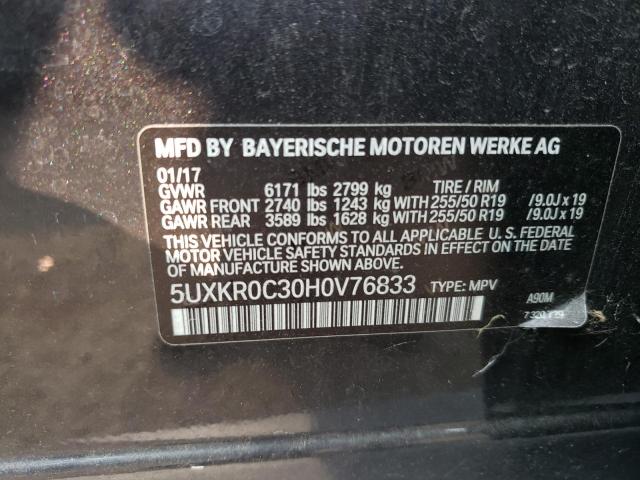 MFD BY BAYERISCHE MOTOREN WERKE AG
01/17
GVWR 6171 lbs 2799 kg TIRE / RIM
GAWR FRONT 2740 lbs 1243 kg WITH 255/50 R19 /9.0J x 19
GAWR REAR 3589 lbs 1628 kg WITH 255/50 R19 /9.0J x 19
THIS VEHICLE CONFORMS TO ALL APPLICABLE U. S. FEDERAL
MOTOR VEHICLE SAFETY STANDARDS IN EFFECT ON THE
DATE OF MANUFACTURE SHOWN ABOVE.
5UXKR0C30H0V76833 TYPE: MPV A90M